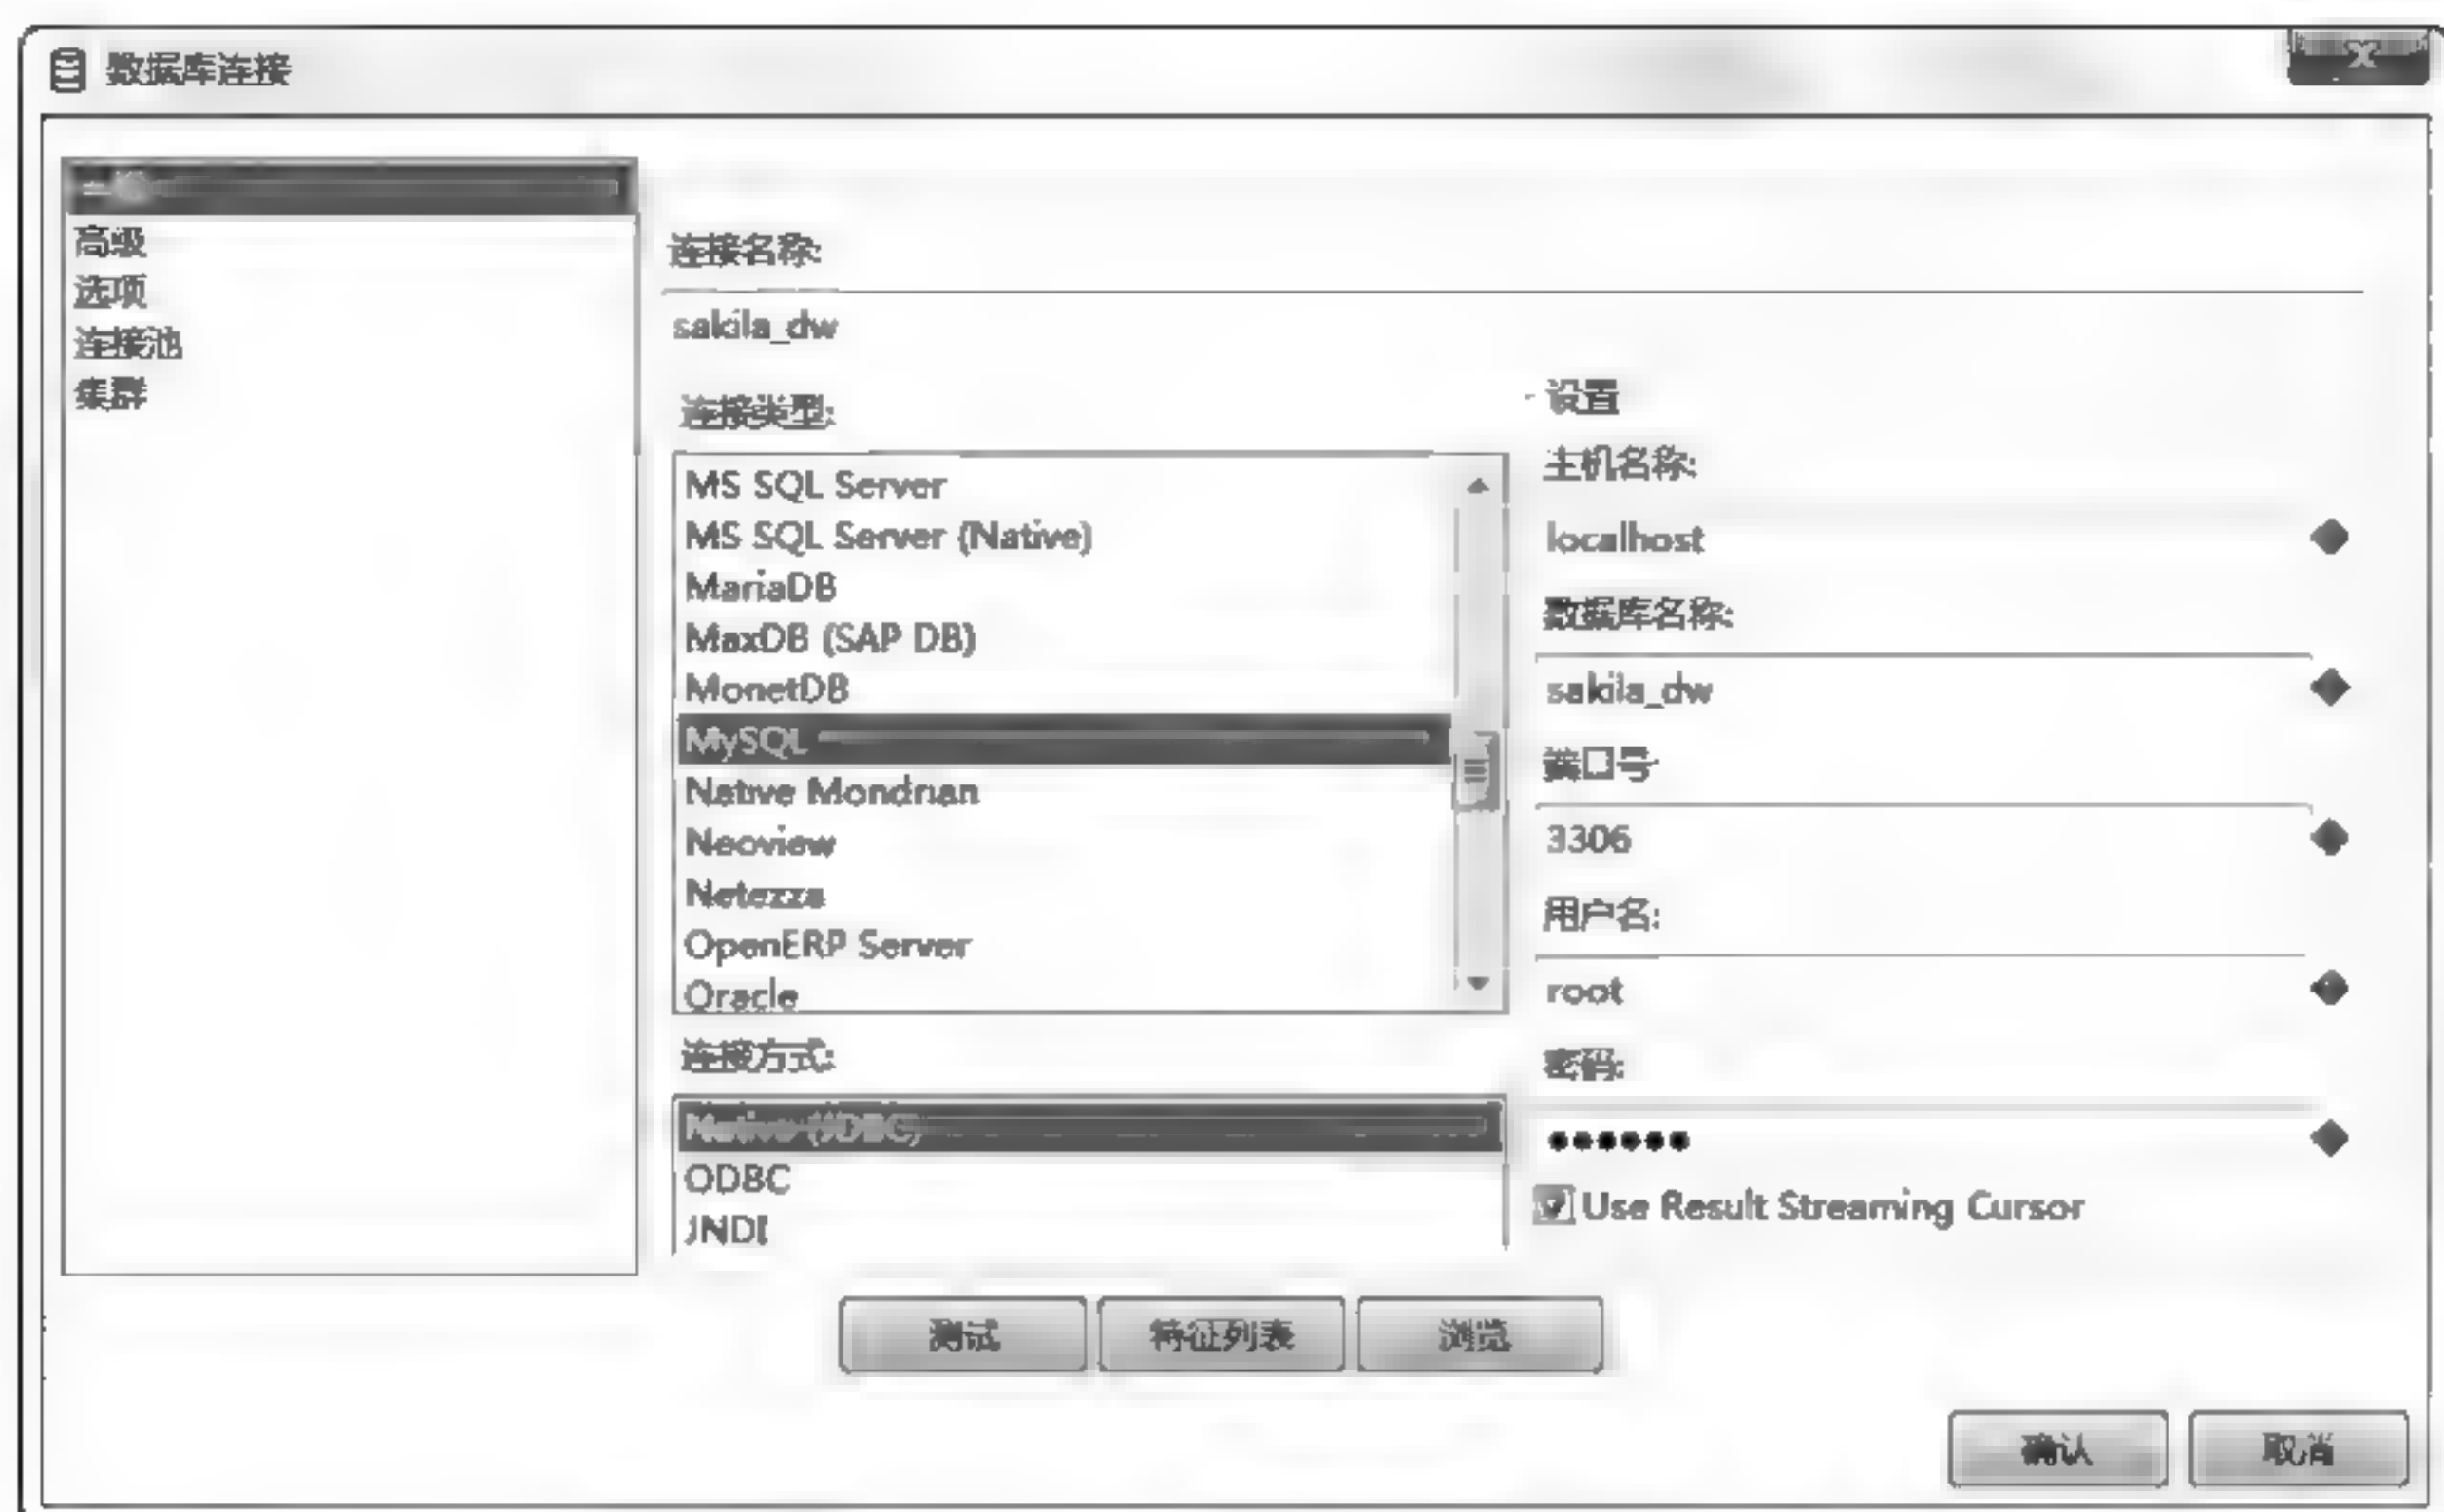 数据库连接
高级
选项
连接池
集群
连接名称:
sakila_dw
连接类型:
MS SQL Server
MS SQL Server (Native)
MariaDB
MaxDB (SAP DB)
MonetDB
MySQL
Native Mondrian
Neoview
Netezza
OpenERP Server
Oracle
连接方式:
Native (JDBC)
ODBC
JNDI
设置
主机名称:
localhost
数据库名称:
sakila_dw
端口号
3306
用户名:
root
密码:
●●●●●●
Use Result Streaming Cursor
测试
特征列表
浏览
确认
取消